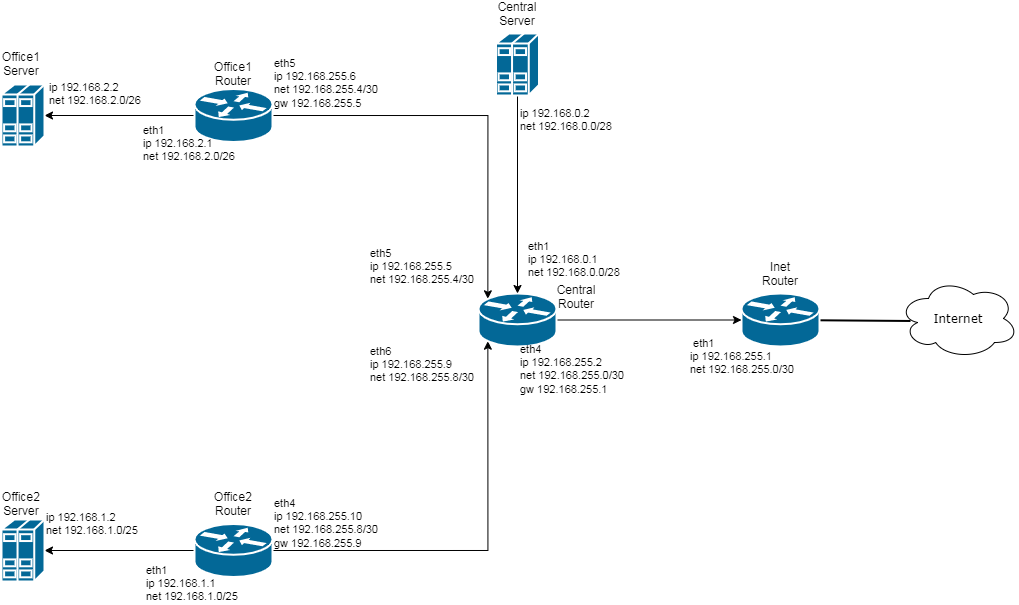 Central
Server
Office1
Server
ip 192.168.2.2
net 192.168.2.0/26
Office1
Router
eth5
ip 192.168.255.6
net 192.168.255.4/30
gw 192.168.255.5
eth1
ip 192.168.2.1
net 192.168.2.0/26
ip 192.168.0.2
net 192.168.0.0/28
eth5
ip 192.168.255.5
net 192.168.255.4/30
eth1
ip 192.168.0.1
net 192.168.0.0/28
Central
Router
Inet
Router
Internet
eth6
ip 192.168.255.9
net 192.168.255.8/30
eth4
ip 192.168.255.2
net 192.168.255.0/30
gw 192.168.255.1
eth1
ip 192.168.255.1
net 192.168.255.0/30
Office2
Server
ip 192.168.1.2
net 192.168.1.0/25
Office2
Router
eth4
ip 192.168.255.10
net 192.168.255.8/30
gw 192.168.255.9
eth1
ip 192.168.1.1
net 192.168.1.0/25